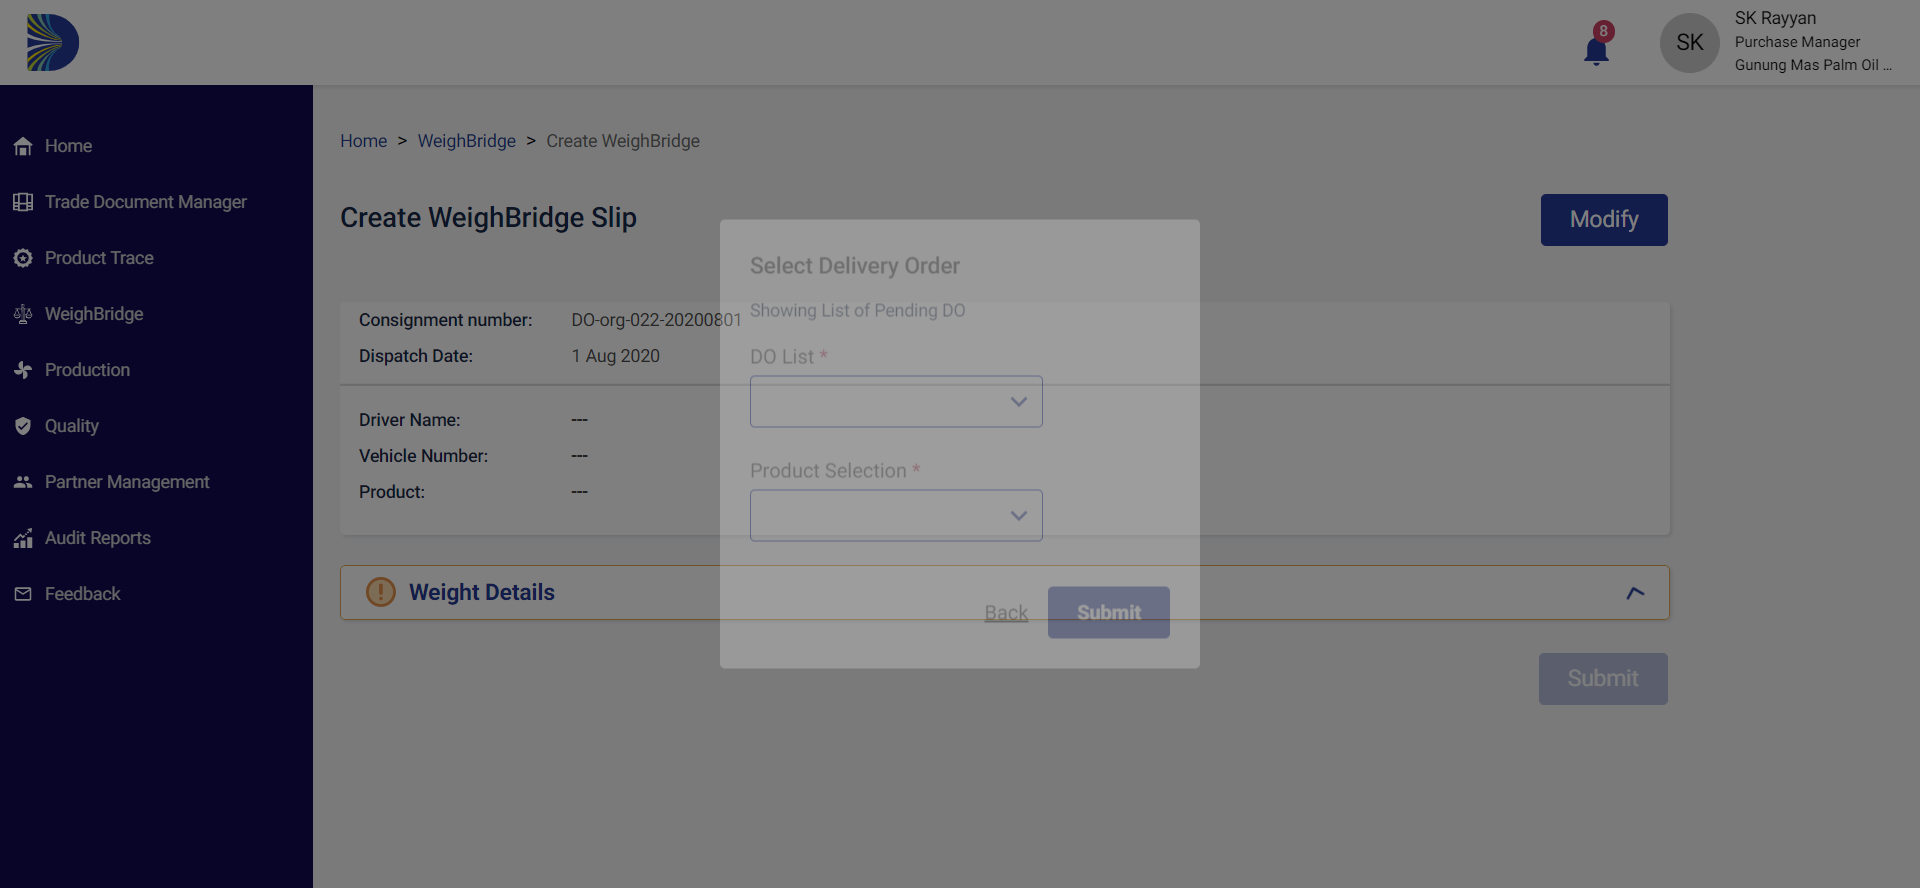 8
SK
SK Rayyan
Purchase Manager
Gunung Mas Palm Oil ...
Home
Trade Document Manager
Product Trace
WeighBridge
Production
Quality
Partner Management
Audit Reports
Feedback
Home > WeighBridge > Create WeighBridge
Create WeighBridge Slip
Modify
Consignment number: DO-org-022-20200801
Dispatch Date: 1 Aug 2020
Driver Name: ---
Vehicle Number: ---
Product: ---
Weight Details
Submit
Select Delivery Order
Showing List of Pending DO
DO List *
Product Selection *
Back
Submit